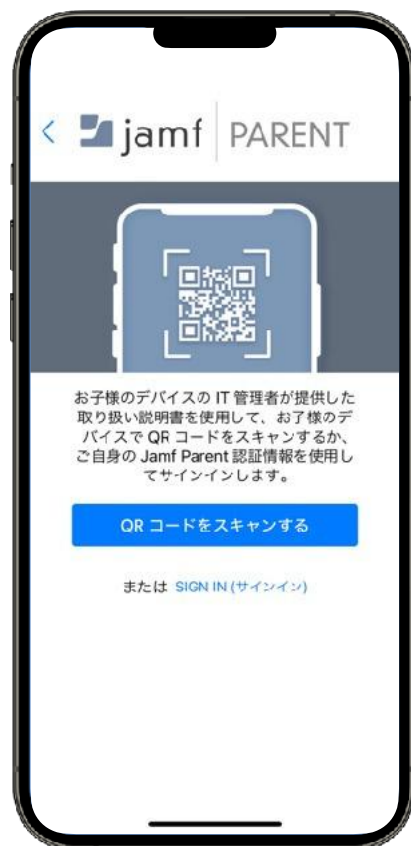 jamf | PARENT
お子様のデバイスの IT 管理者が提供した
取り扱い説明書を使用して、お子様のデ
バイスで QR コードをスキャンするか、
ご自身の Jamf Parent 認証情報を使用し
てサインインします。
QR コードをスキャンする
または SIGN IN (サインイン)